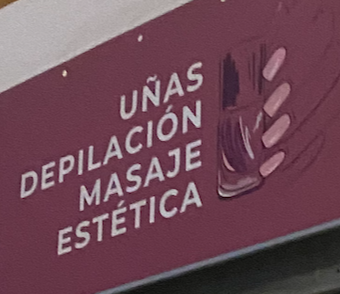 UÑAS
DEPILACIÓN
MASAJE
ESTÉTICA